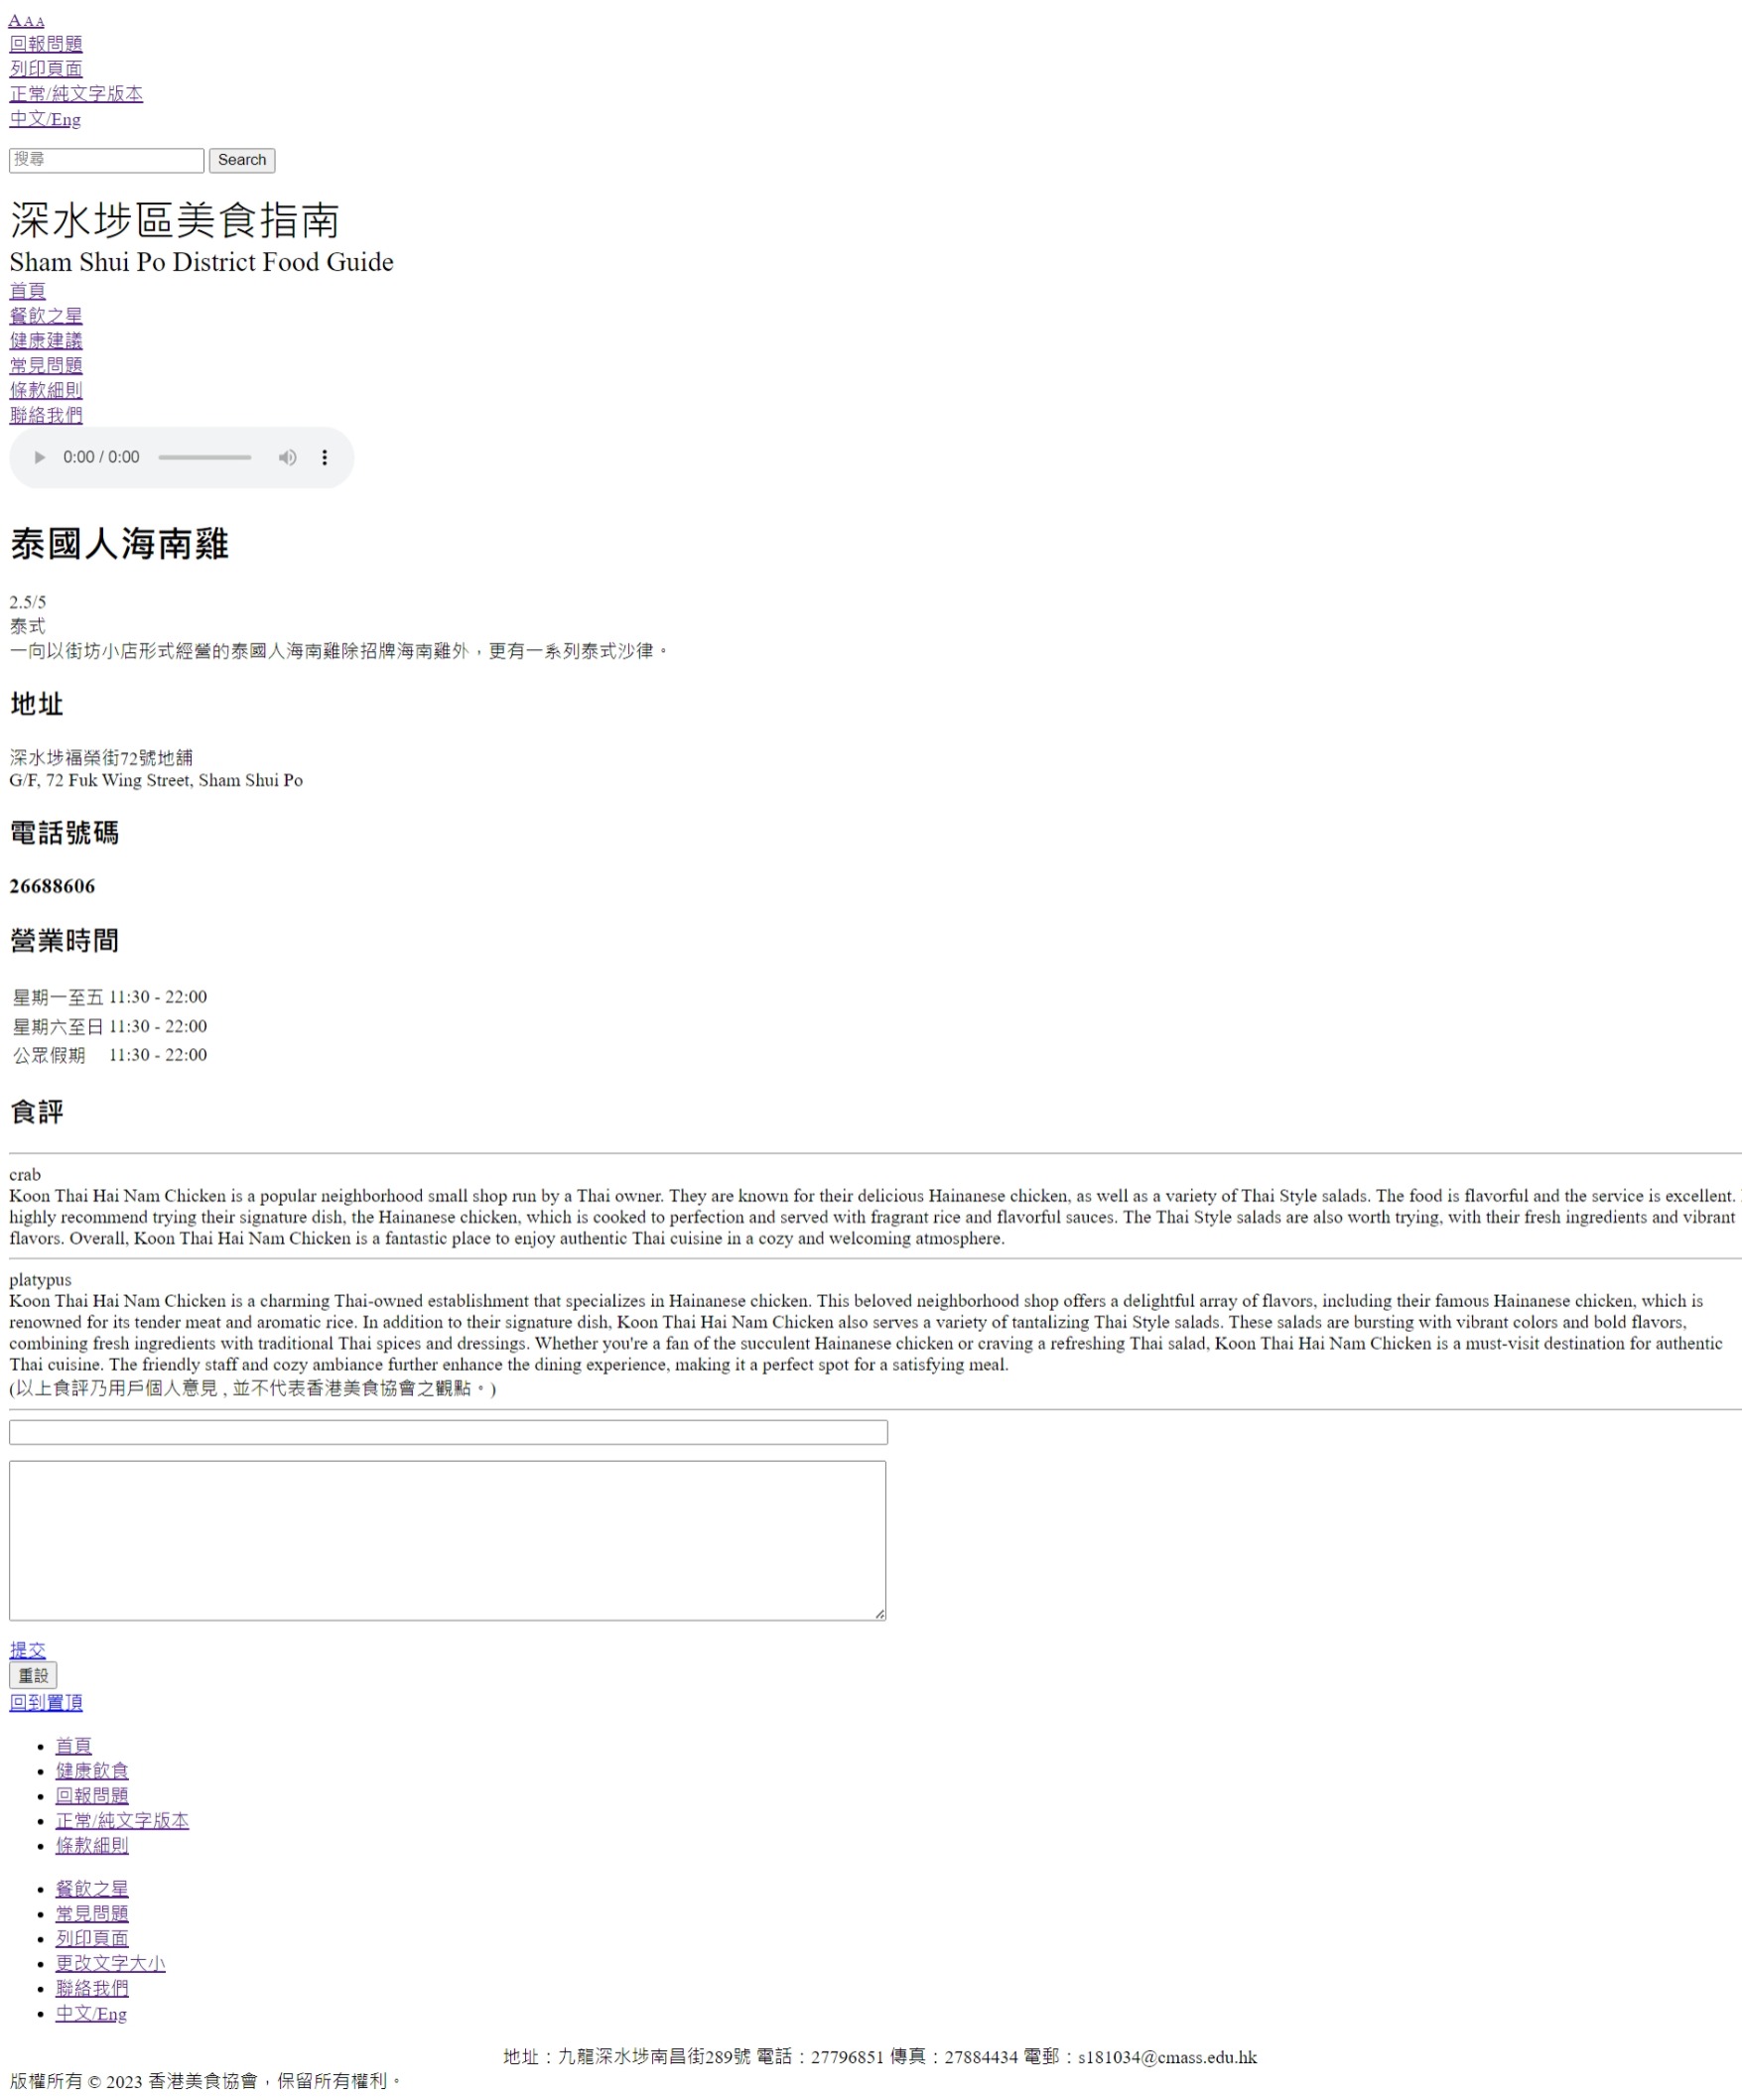 A A A
回報問題
列印頁面
正常/純文字版本
中文/Eng
搜尋 Search
深水埗區美食指南
Sham Shui Po District Food Guide
首頁
餐飲之星
健康建議
常見問題
條款細則
聯絡我們
0:00 / 0:00
泰國人海南雞
2.5/5
泰式
一向以街坊小店形式經營的泰國人海南雞除招牌海南雞外，更有一系列泰式沙律。
地址
深水埗福榮街72號地舖
G/F, 72 Fuk Wing Street, Sham Shui Po
電話號碼
26688606
營業時間
星期一至五 11:30 - 22:00
星期六至日 11:30 - 22:00
公眾假期 11:30 - 22:00
食評
crab
Koon Thai Hai Nam Chicken is a popular neighborhood small shop run by a Thai owner. They are known for their delicious Hainanese chicken, as well as a variety of Thai Style salads. The food is flavorful and the service is excellent.
highly recommend trying their signature dish, the Hainanese chicken, which is cooked to perfection and served with fragrant rice and flavorful sauces. The Thai Style salads are also worth trying, with their fresh ingredients and vibrant
flavors. Overall, Koon Thai Hai Nam Chicken is a fantastic place to enjoy authentic Thai cuisine in a cozy and welcoming atmosphere.
platypus
Koon Thai Hai Nam Chicken is a charming Thai-owned establishment that specializes in Hainanese chicken. This beloved neighborhood shop offers a delightful array of flavors, including their famous Hainanese chicken, which is
renowned for its tender meat and aromatic rice. In addition to their signature dish, Koon Thai Hai Nam Chicken also serves a variety of tantalizing Thai Style salads. These salads are bursting with vibrant colors and bold flavors,
combining fresh ingredients with traditional Thai spices and dressings. Whether you're a fan of the succulent Hainanese chicken or craving a refreshing Thai salad, Koon Thai Hai Nam Chicken is a must-visit destination for authentic
Thai cuisine. The friendly staff and cozy ambiance further enhance the dining experience, making it a perfect spot for a satisfying meal.
(以上食評乃用戶個人意見 , 並不代表香港美食協會之觀點。)
提交
重設
回到置頂
首頁
健康飲食
回報問題
正常/純文字版本
條款細則
餐飲之星
常見問題
列印頁面
更改文字大小
聯絡我們
中文/Eng
地址：九龍深水埗南昌街289號 電話：27796851 傳真：27884434 電郵：s181034@cmass.edu.hk
版權所有 © 2023 香港美食協會，保留所有權利。